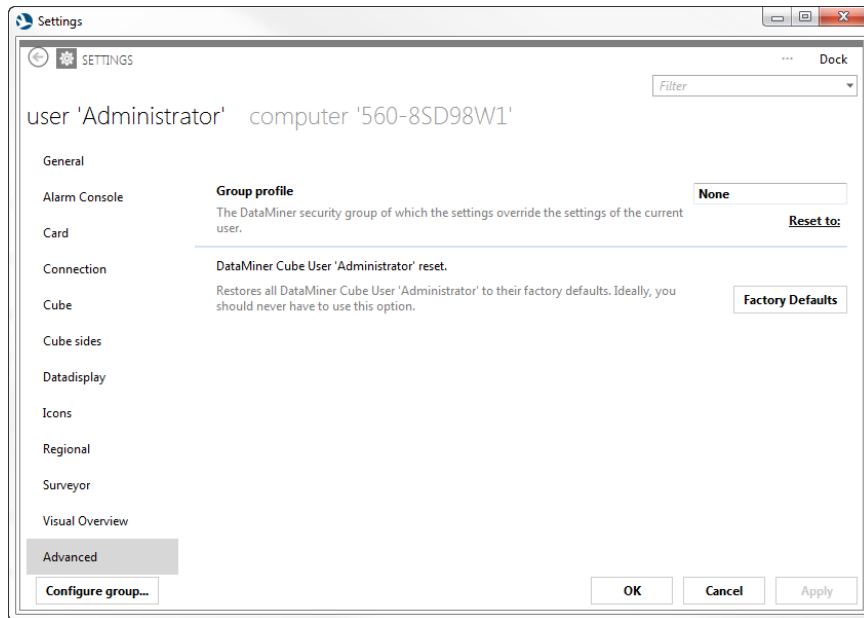 Settings
SETTINGS
... Dock
Filter
user 'Administrator' computer '560-8SD98W1'
General
Alarm Console
Card
Connection
Cube
Cube sides
Datadisplay
Icons
Regional
Surveyor
Visual Overview
Advanced
Group profile
None
The DataMiner security group of which the settings override the settings of the current
user.
Reset to:
DataMiner Cube User 'Administrator' reset.
Restores all DataMiner Cube User 'Administrator' to their factory defaults. Ideally, you
should never have to use this option.
Factory Defaults
Configure group...
OK
Cancel
Apply